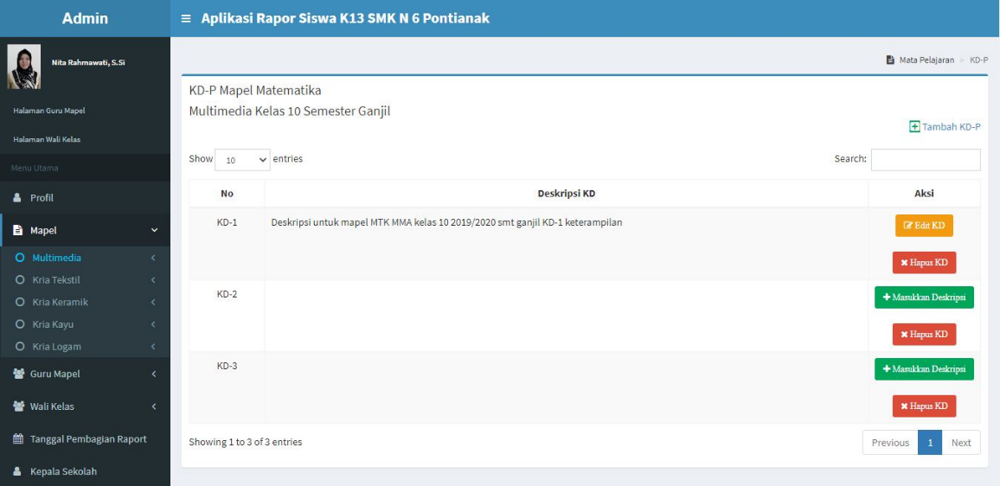 Admin
Aplikasi Rapor Siswa K13 SMK N 6 Pontianak
Nita Rahmawati, S.Si
Halaman Guru Mapel
Halaman Wali Kelas
Menu Utama
Profil
Mapel
Multimedia
Kria Tekstil
Kria Keramik
Kria Kayu
Kria Logam
Guru Mapel
Wali Kelas
Tanggal Pembagian Raport
Kepala Sekolah
Mata Pelajaran > KD-P
KD-P Mapel Matematika
Multimedia Kelas 10 Semester Ganjil
Tambah KD-P
Show 10 entries Search:
No Deskripsi KD Aksi
KD-1 Deskripsi untuk mapel MTK MMA kelas 10 2019/2020 smt ganjil KD-1 keterampilan Edit KD
Hapus KD
KD-2 Masukkan Deskripsi
Hapus KD
KD-3 Masukkan Deskripsi
Hapus KD
Showing 1 to 3 of 3 entries Previous 1 Next